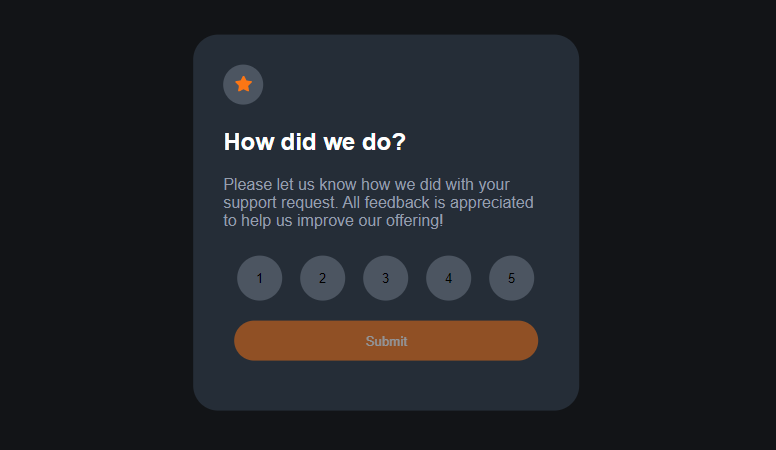 How did we do?
Please let us know how we did with your
support request. All feedback is appreciated
to help us improve our offering!
1 2 3 4 5
Submit